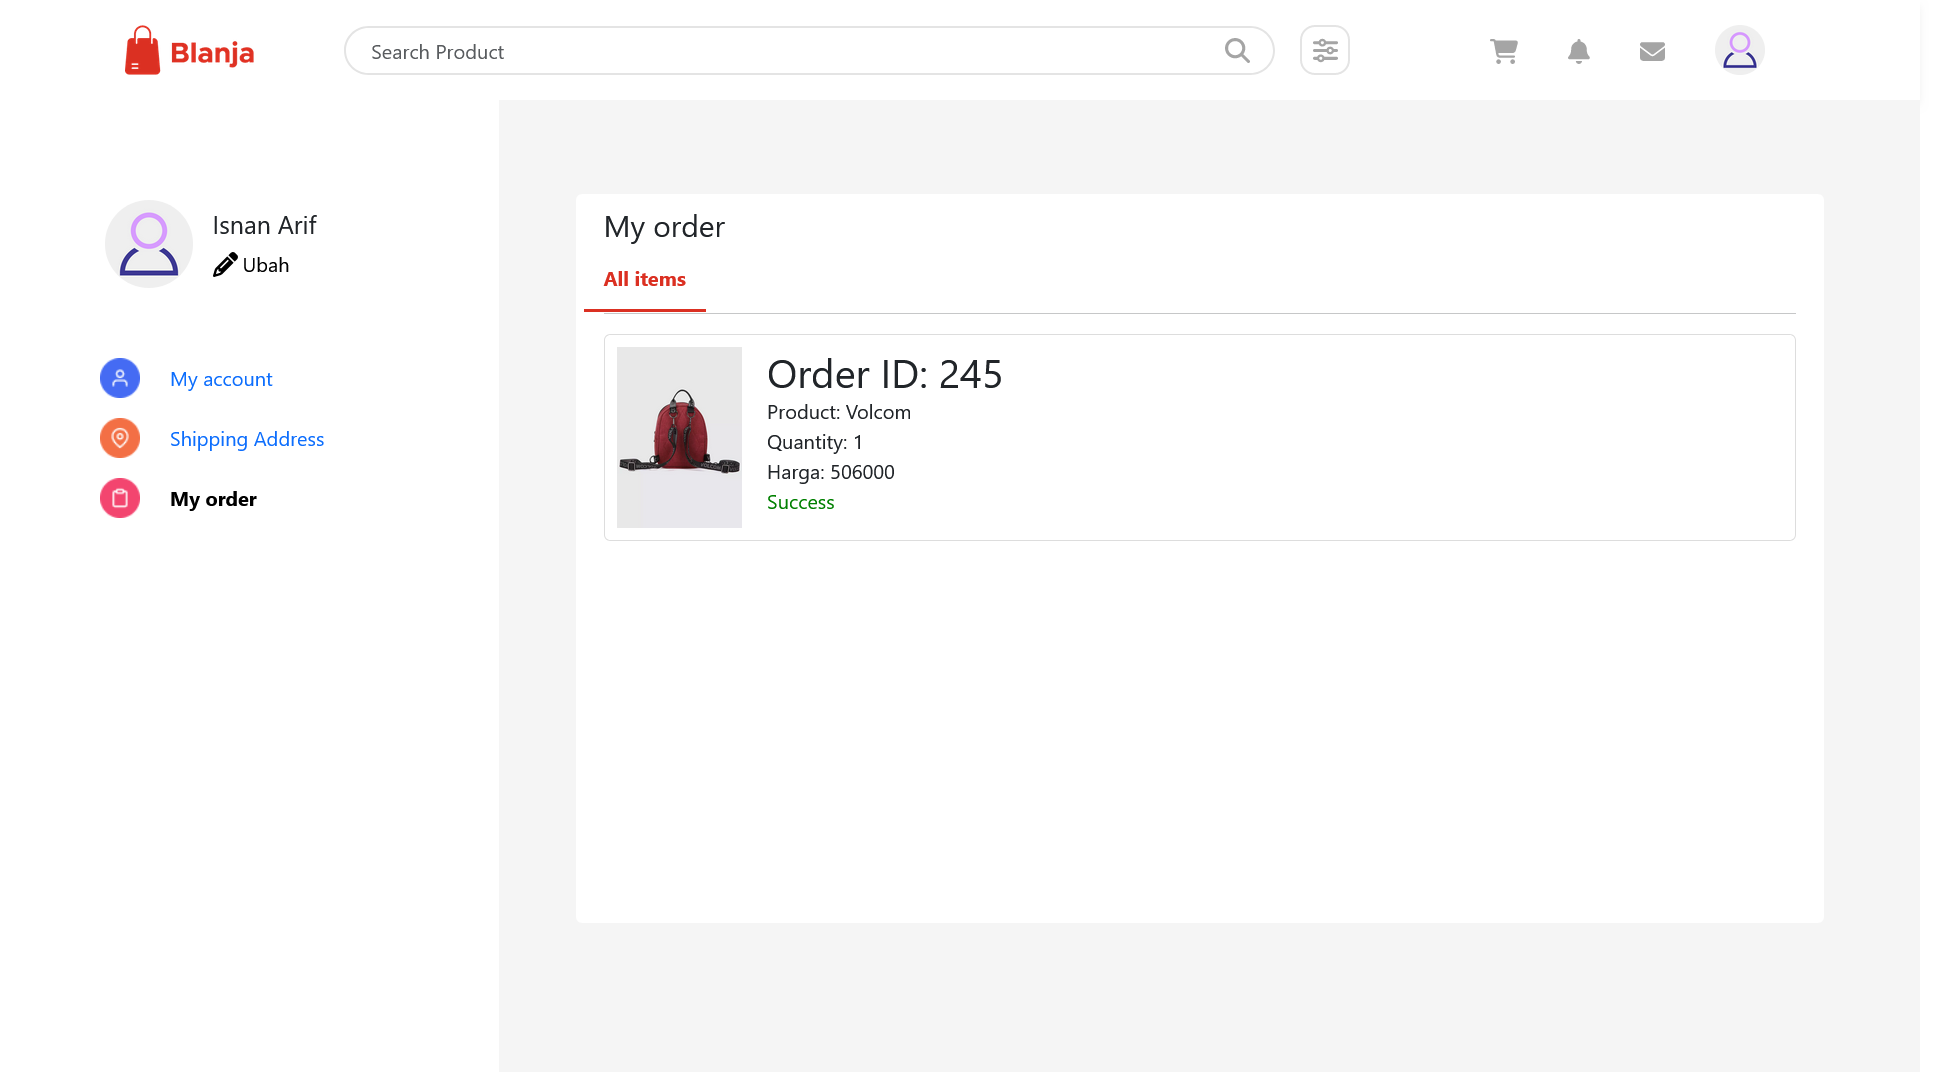 Blanja
Search Product
Isnan Arif
Ubah
My account
Shipping Address
My order
My order
All items
Order ID: 245
Product: Volcom
Quantity: 1
Harga: 506000
Success